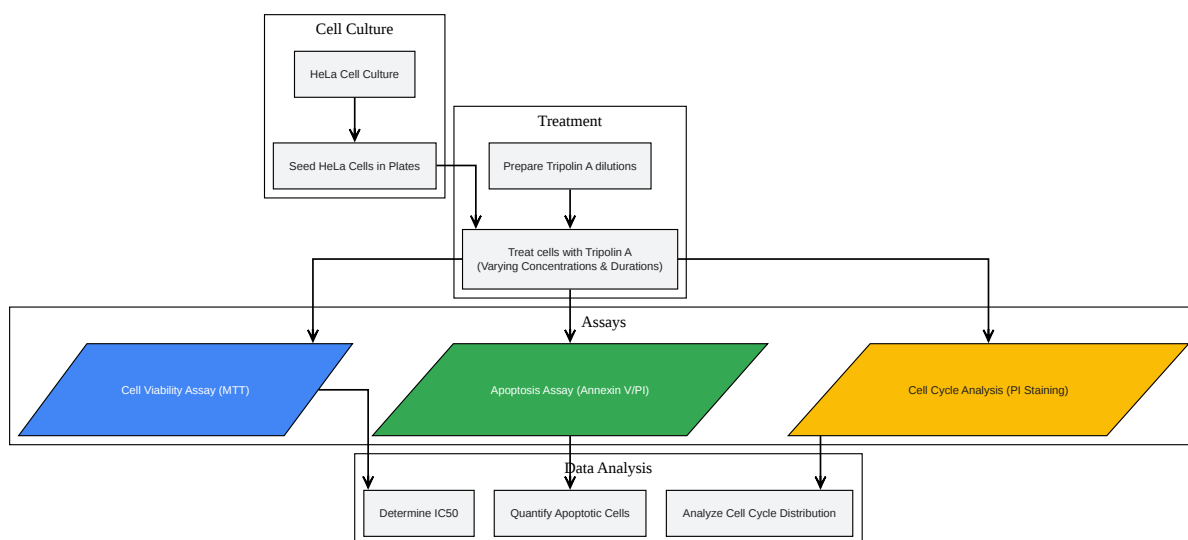 Cell Culture
HeLa Cell Culture
Seed HeLa Cells in Plates
Treatment
Prepare Tripolin A dilutions
Treat cells with Tripolin A
(Varying Concentrations & Durations)
Assays
Cell Viability Assay (MTT)
Apoptosis Assay (Annexin V/PI)
Cell Cycle Analysis (PI Staining)
Data Analysis
Determine IC50
Quantify Apoptotic Cells
Analyze Cell Cycle Distribution